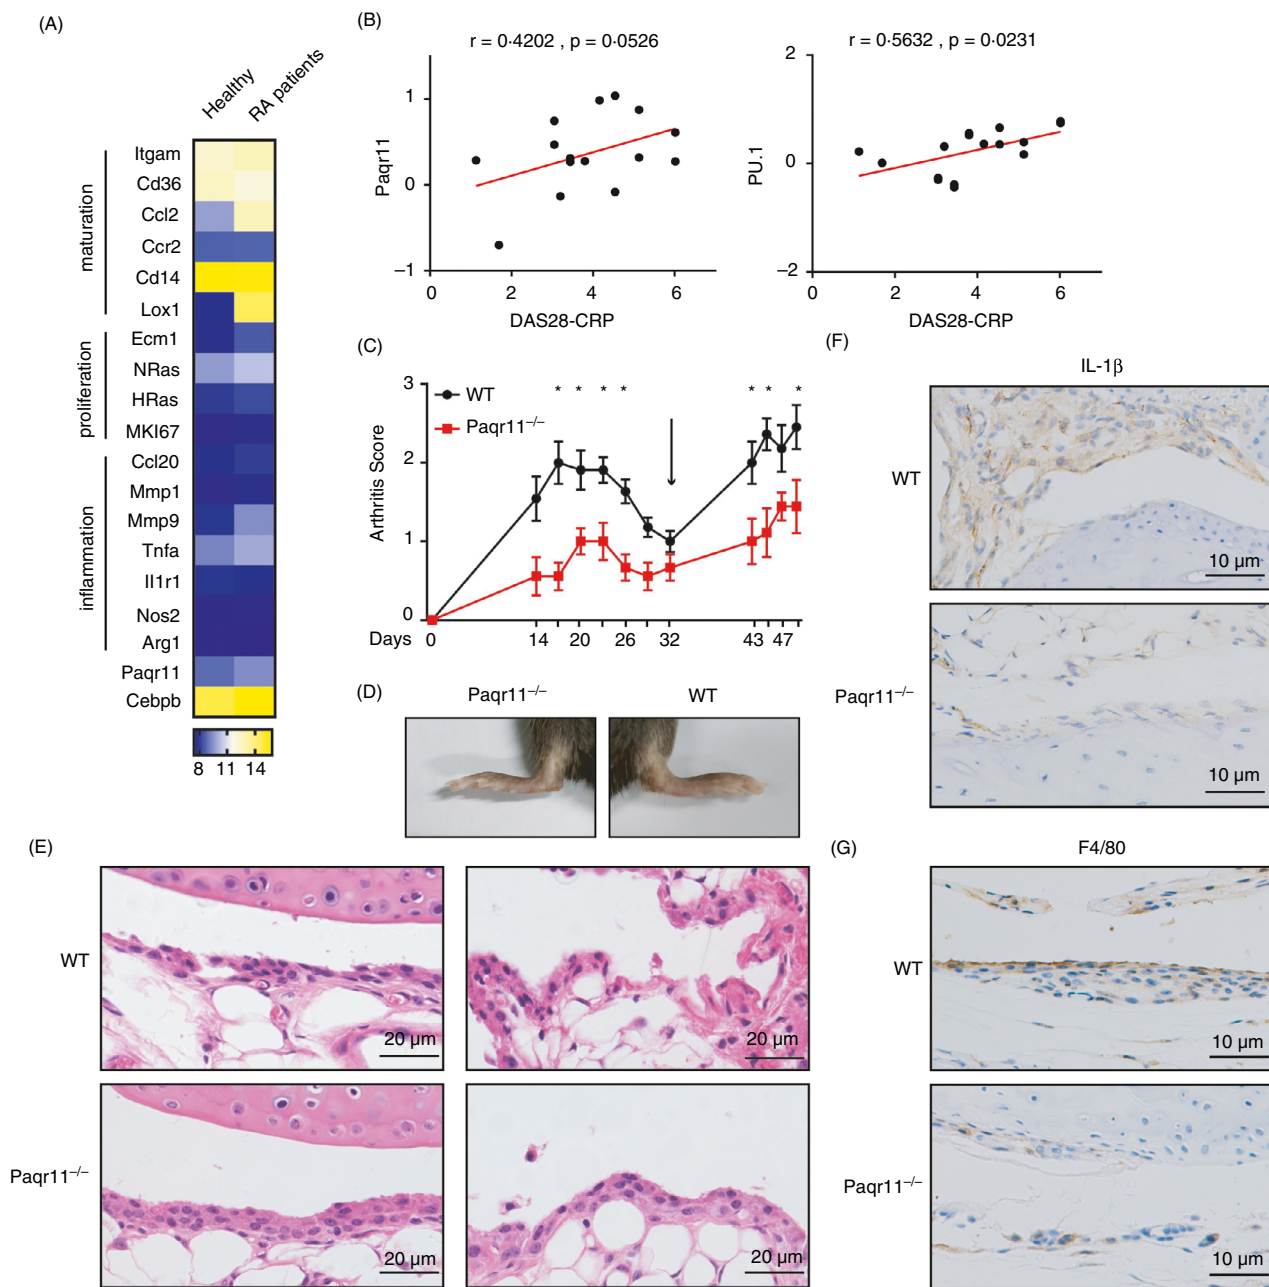 (A)
Healthy
RA patients
maturation
Itgam
Cd36
Ccl2
Ccr2
Cd14
Lox1
proliferation
Ecm1
NRas
HRas
MKI67
inflammation
Ccl20
Mmp1
Mmp9
Tnfa
Il1r1
Nos2
Arg1
Paqr11
Cebpb
8 11 14
(B)
r = 0·4202 , p = 0·0526
Paqr11
1
0
−1
0 2 4 6
DAS28-CRP
r = 0·5632 , p = 0·0231
PU.1
2
0
−2
0 2 4 6
DAS28-CRP
(C)
WT
Paqr11−/−
* * * * * * *
Arthritis Score
3
2
1
0
Days 0 14 20 26 32 43 47
(D)
Paqr11−/− WT
(E)
WT
20 µm 20 µm
Paqr11−/−
20 µm 20 µm
(F)
IL-1β
WT
10 µm
Paqr11−/−
10 µm
(G)
F4/80
WT
10 µm
Paqr11−/−
10 µm